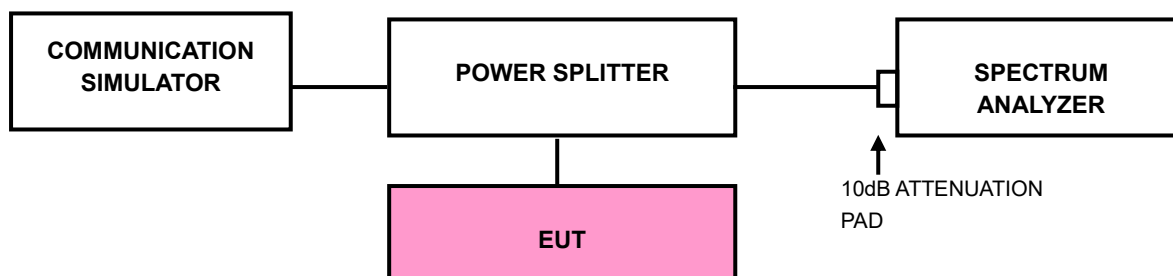 COMMUNICATION
SIMULATOR
POWER SPLITTER
SPECTRUM
ANALYZER
10dB ATTENUATION
PAD
EUT